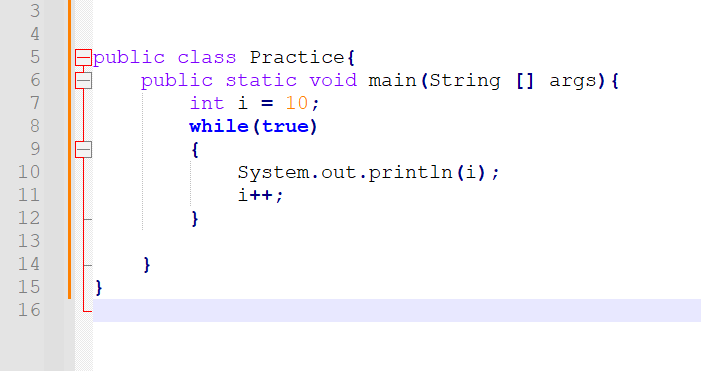 3
4
5 public class Practice{
6 public static void main(String [] args){
7 int i = 10;
8 while(true)
9 {
10 System.out.println(i);
11 i++;
12 }
13
14 }
15 }
16